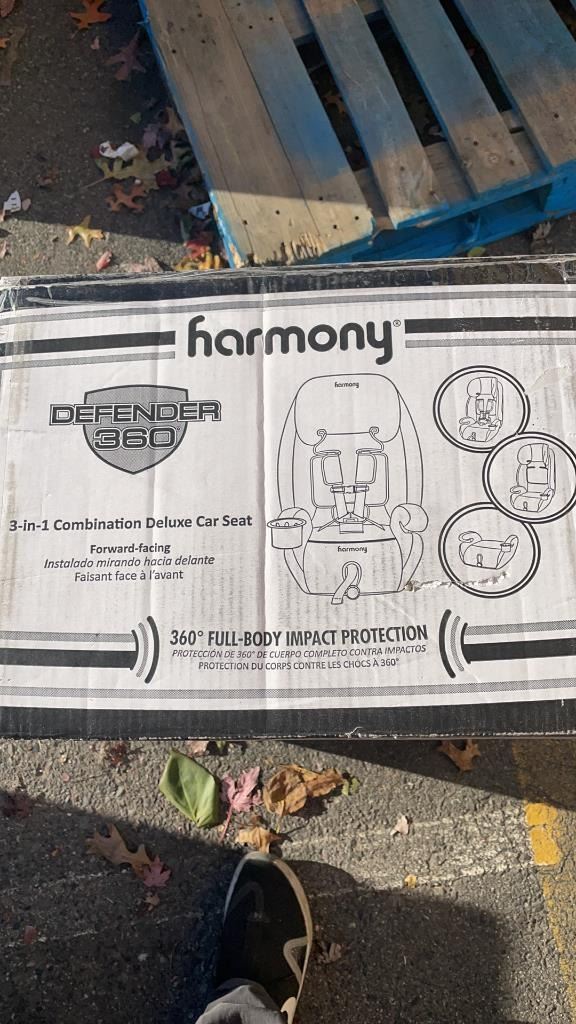 harmony®
harmony
DEFENDER
360°
3-in-1 Combination Deluxe Car Seat
Forward-facing
Instalado mirando hacia delante
Faisant face à l'avant
harmony
360° FULL-BODY IMPACT PROTECTION
PROTECCIÓN DE 360° DE CUERPO COMPLETO CONTRA IMPACTOS
PROTECTION DU CORPS CONTRE LES CHOCS À 360°